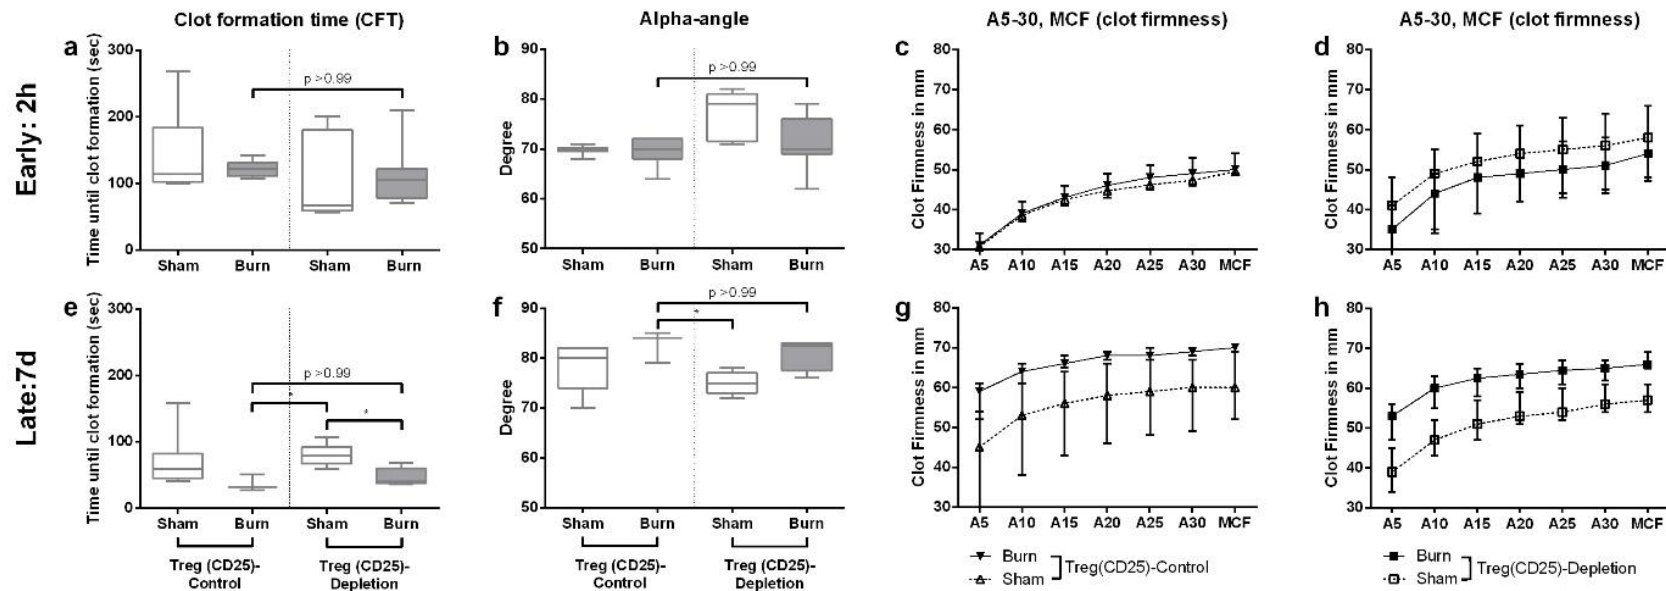 Clot formation time (CFT)
Alpha-angle
A5-30, MCF (clot firmness)
A5-30, MCF (clot firmness)
Early: 2h
a
Time until clot formation (sec)
300
200
100
0
p >0.99
Sham Burn Sham Burn
b
Degree
90
80
70
60
50
p >0.99
Sham Burn Sham Burn
c
Clot Firmness in mm
80
70
60
50
40
30
A5 A10 A15 A20 A25 A30 MCF
d
Clot Firmness in mm
80
70
60
50
40
30
A5 A10 A15 A20 A25 A30 MCF
Late:7d
e
Time until clot formation (sec)
300
200
100
0
p >0.99
*
*
Sham Burn Sham Burn
Treg (CD25)-
Control
Treg (CD25)-
Depletion
f
Degree
90
80
70
60
50
p >0.99
*
Sham Burn Sham Burn
Treg (CD25)-
Control
Treg (CD25)-
Depletion
g
Clot Firmness in mm
80
70
60
50
40
30
A5 A10 A15 A20 A25 A30 MCF
Burn
Sham
Treg(CD25)-Control
h
Clot Firmness in mm
80
70
60
50
40
30
A5 A10 A15 A20 A25 A30 MCF
Burn
Sham
Treg(CD25)-Depletion